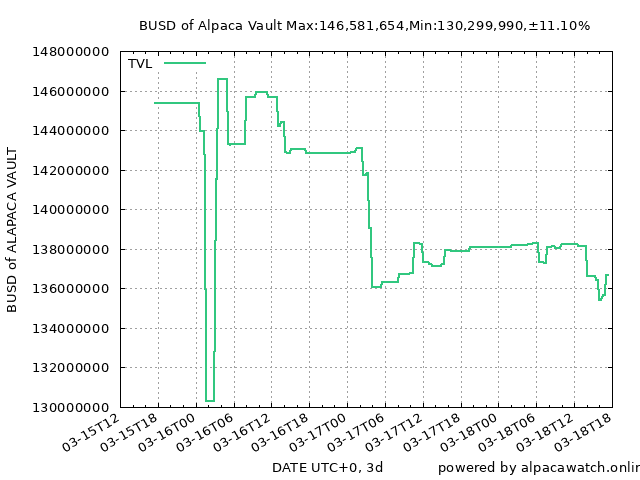 BUSD of Alpaca Vault Max:146,581,654,Min:130,299,990,±11.10%
TVL
148000000
146000000
144000000
142000000
140000000
138000000
136000000
134000000
132000000
130000000
BUSD of ALAPACA VAULT
03-15T12
03-15T18
03-16T00
03-16T06
03-16T12
03-16T18
03-17T00
03-17T06
03-17T12
03-17T18
03-18T00
03-18T06
03-18T12
03-18T18
DATE UTC+0, 3d
powered by alpacawatch.onlin